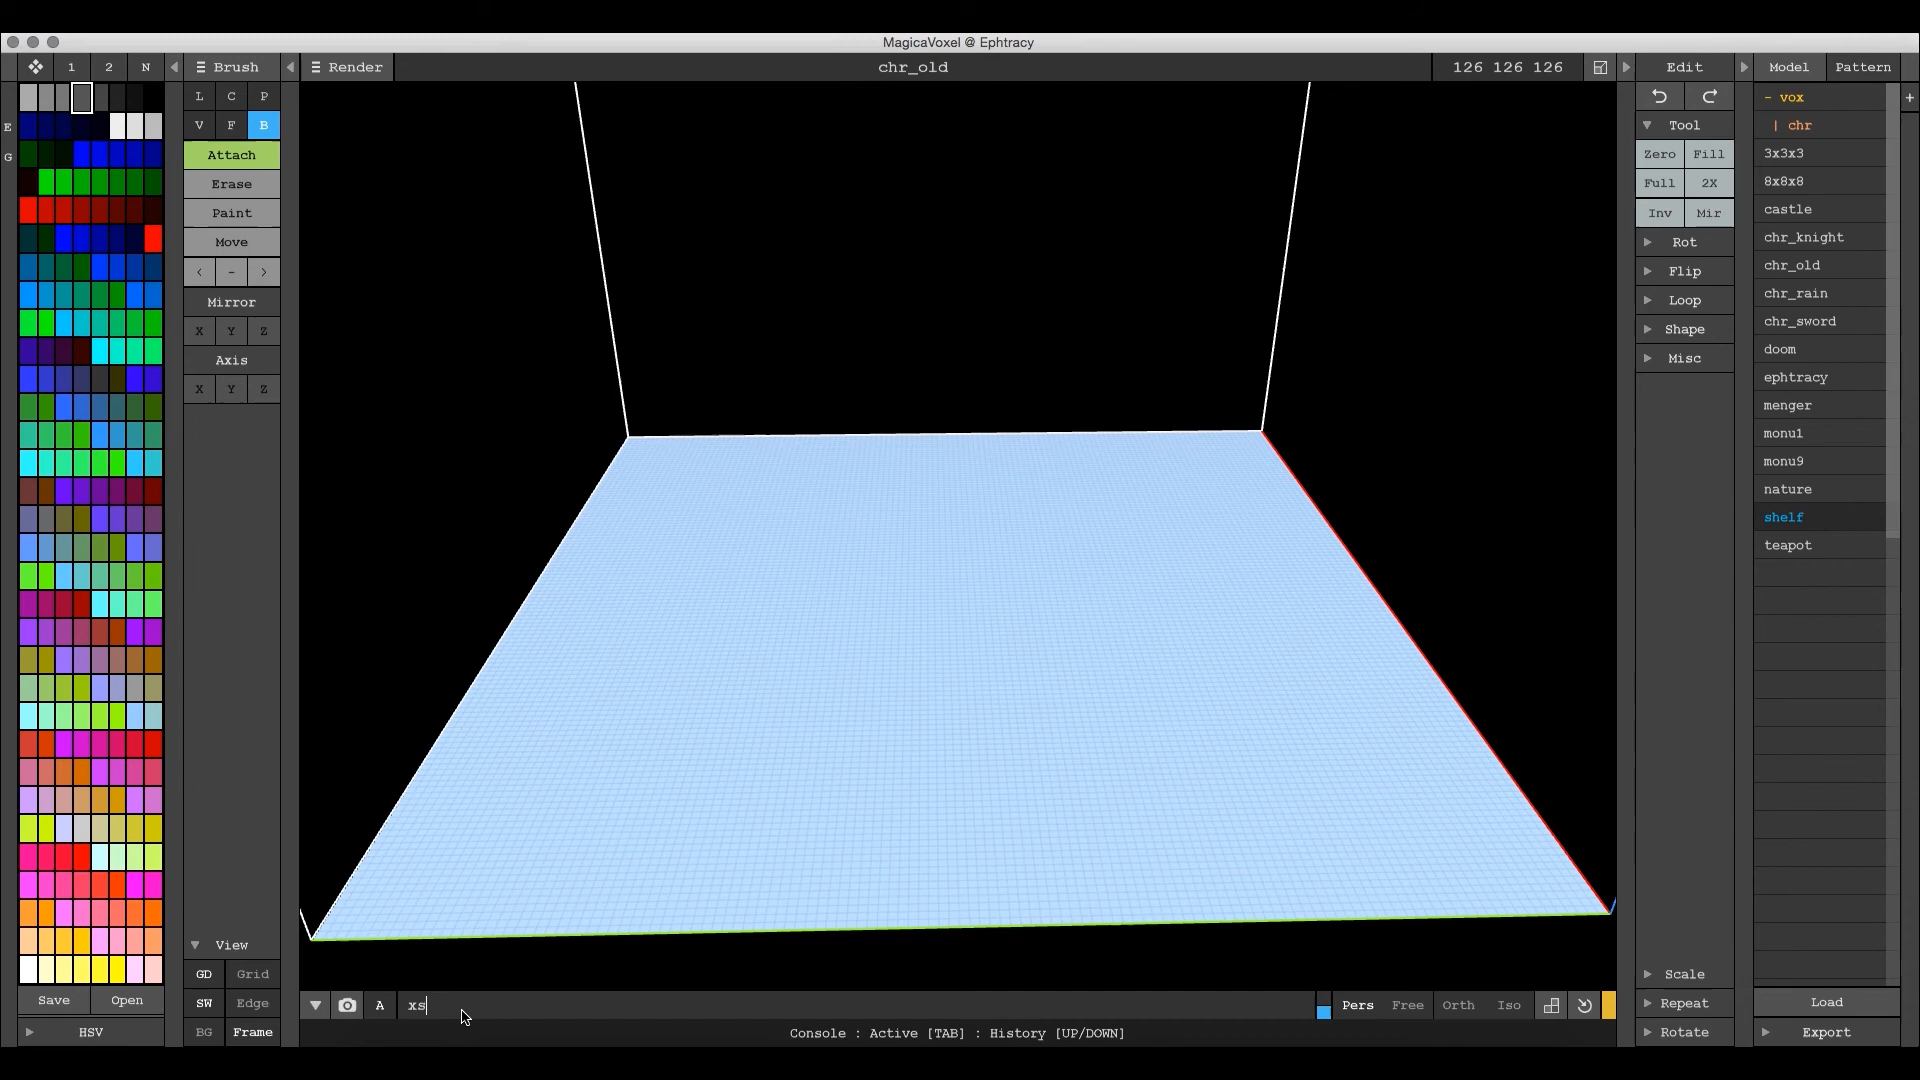 MagicaVoxel @ Ephtracy
1 2 N
Brush
Render
chr_old
126 126 126
Edit
Model Pattern
+
L C P
V F B
Attach
Erase
Paint
Move
< - >
Mirror
X Y Z
Axis
X Y Z
E
G
Tool
Zero Fill
Full 2X
Inv Mir
Rot
Flip
Loop
Shape
Misc
- vox
| chr
3x3x3
8x8x8
castle
chr_knight
chr_old
chr_rain
chr_sword
doom
ephtracy
menger
monu1
monu9
nature
shelf
teapot
View
GD Grid
SW Edge
BG Frame
Save Open
HSV
A xs
Pers Free Orth Iso
Console : Active [TAB] : History [UP/DOWN]
Scale
Repeat
Rotate
Load
Export